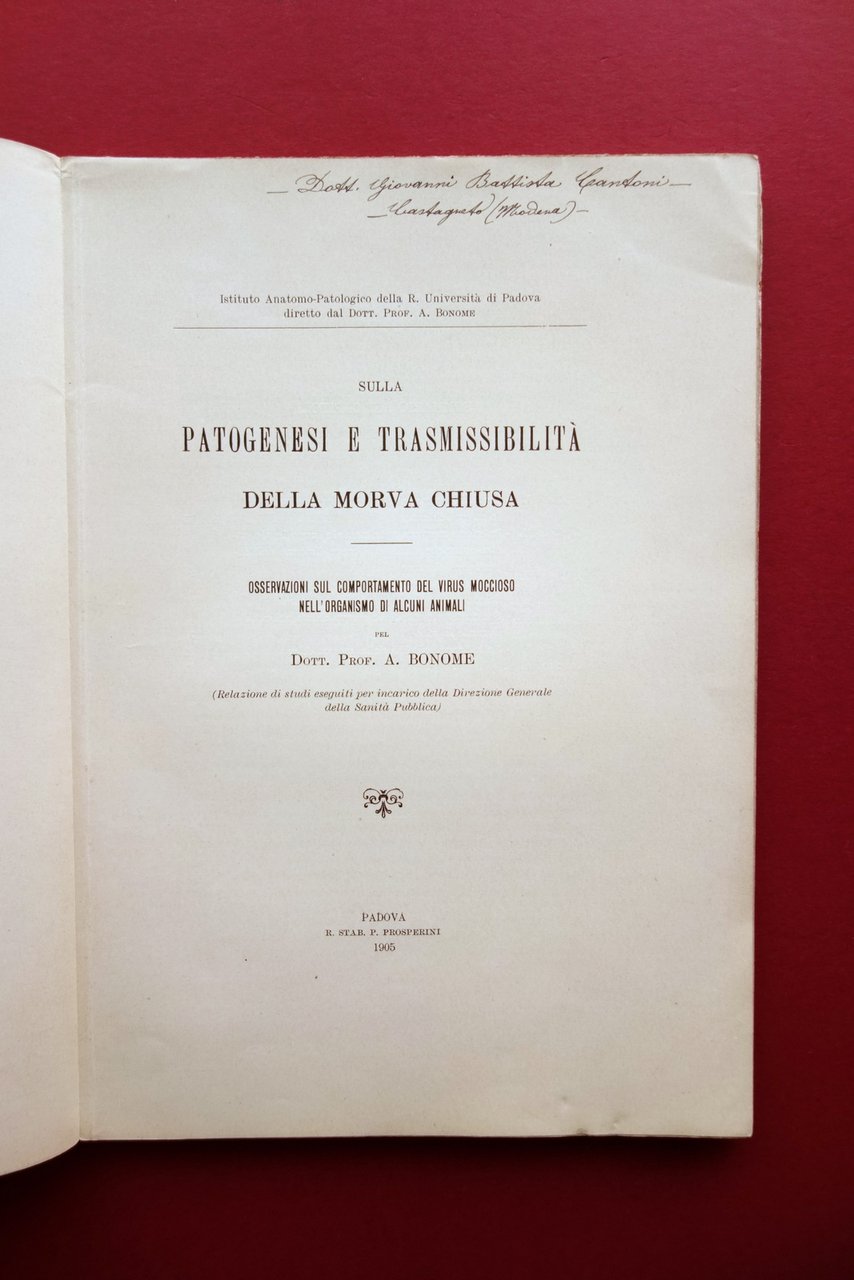 — Dott. Giovanni Battista Cantoni —
— Castagneto (Modena) —
Istituto Anatomo-Patologico della R. Università di Padova
diretto dal Dott. Prof. A. Bonome
SULLA
PATOGENESI E TRASMISSIBILITÀ
DELLA MORVA CHIUSA
OSSERVAZIONI SUL COMPORTAMENTO DEL VIRUS MOCCIOSO
NELL'ORGANISMO DI ALCUNI ANIMALI
PEL
Dott. Prof. A. BONOME
(Relazione di studi eseguiti per incarico della Direzione Generale
della Sanità Pubblica)
PADOVA
R. STAB. P. PROSPERINI
1905